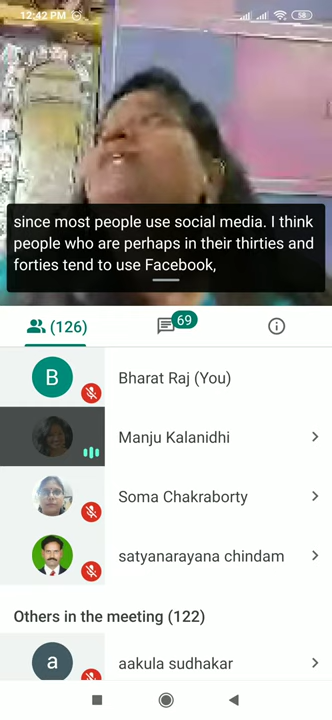 12:42 PM
58
since most people use social media. I think
people who are perhaps in their thirties and
forties tend to use Facebook,
(126)
69
B
Bharat Raj (You)
Manju Kalanidhi
Soma Chakraborty
satyanarayana chindam
Others in the meeting (122)
a
aakula sudhakar